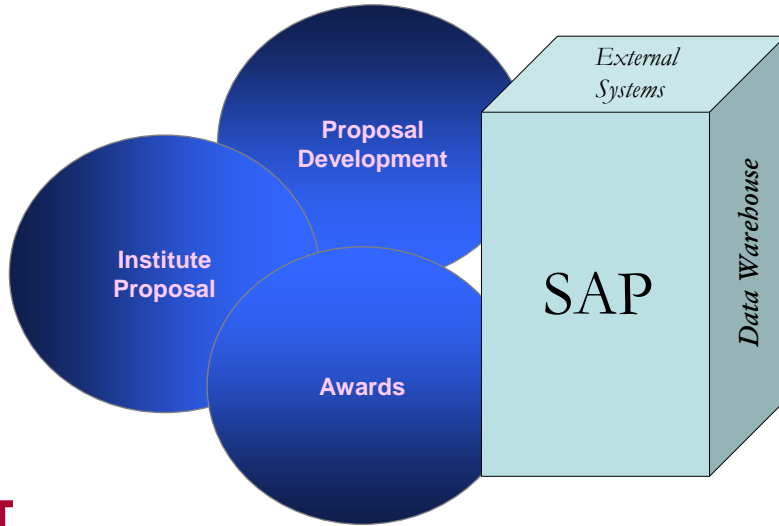 External
Systems
Proposal
Development
Institute
Proposal
SAP
Data Warehouse
Awards